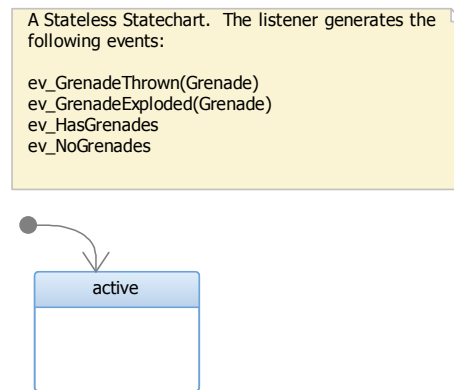 A Stateless Statechart.  The listener generates the
following events:
ev_GrenadeThrown(Grenade)
ev_GrenadeExploded(Grenade)
ev_HasGrenades
ev_NoGrenades
active